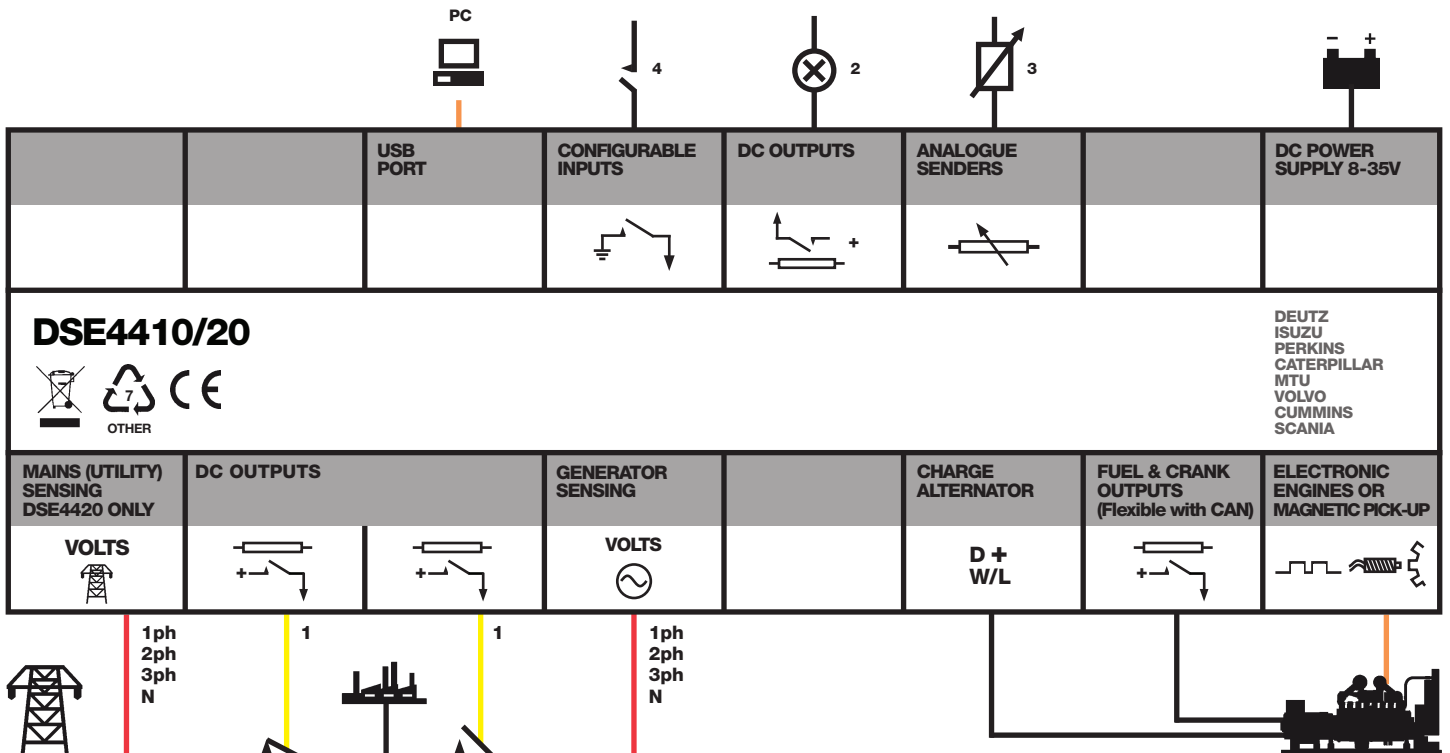 PC
4
2
3
- +
USB
PORT
CONFIGURABLE
INPUTS
DC OUTPUTS
ANALOGUE
SENDERS
DC POWER
SUPPLY 8-35V
+
DSE4410/20
7
OTHER
CE
DEUTZ
ISUZU
PERKINS
CATERPILLAR
MTU
VOLVO
CUMMINS
SCANIA
MAINS (UTILITY)
SENSING
DSE4420 ONLY
DC OUTPUTS
GENERATOR
SENSING
CHARGE
ALTERNATOR
FUEL & CRANK
OUTPUTS
(Flexible with CAN)
ELECTRONIC
ENGINES OR
MAGNETIC PICK-UP
VOLTS
+
+
VOLTS
D +
W/L
+
1ph
2ph
3ph
N
1
1
1ph
2ph
3ph
N